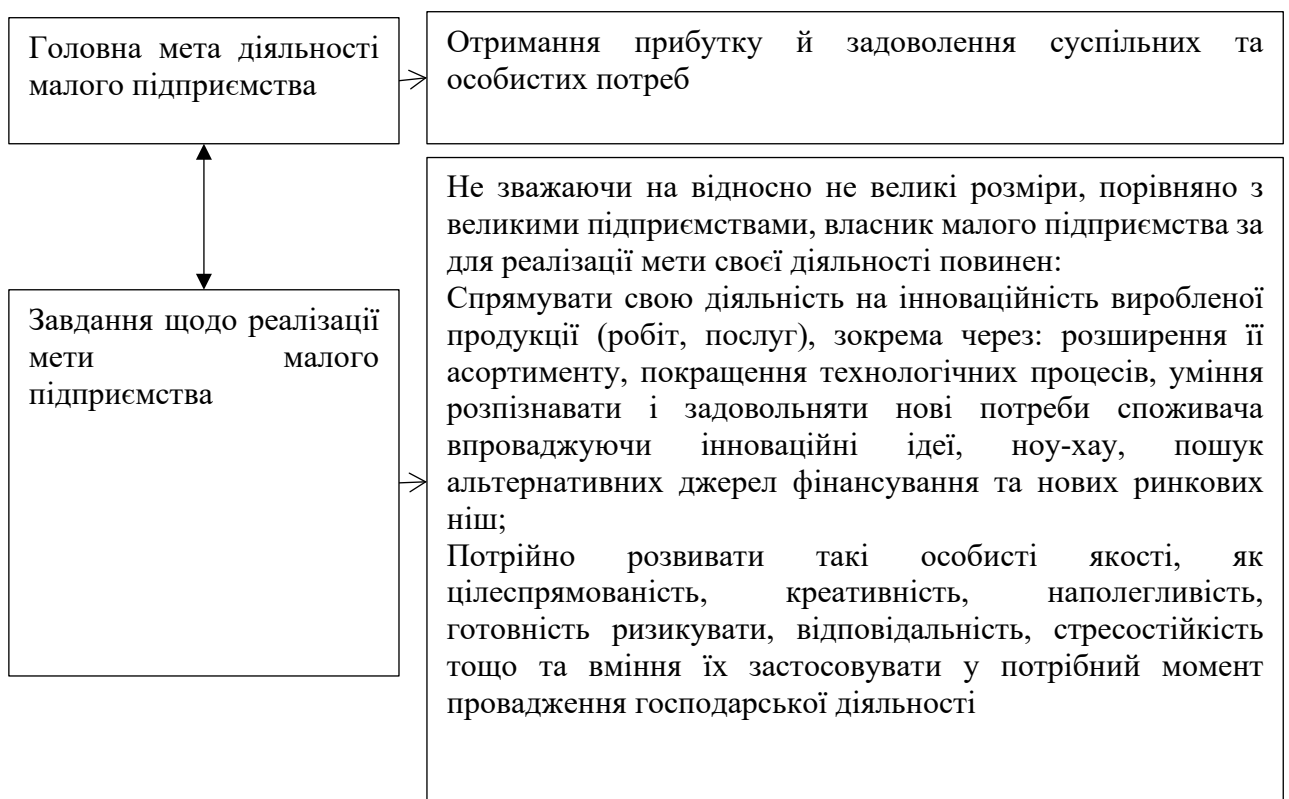 Головна мета діяльності
малого підприємства
Отримання прибутку й задоволення суспільних та
особистих потреб
Завдання щодо реалізації
мети малого
підприємства
Не зважаючи на відносно не великі розміри, порівняно з
великими підприємствами, власник малого підприємства за
для реалізації мети своєї діяльності повинен:
Спрямувати свою діяльність на інноваційність виробленої
продукції (робіт, послуг), зокрема через: розширення її
асортименту, покращення технологічних процесів, уміння
розпізнавати і задовольняти нові потреби споживача
впроваджуючи інноваційні ідеї, ноу-хау, пошук
альтернативних джерел фінансування та нових ринкових
ніш;
Потрійно розвивати такі особисті якості, як
цілеспрямованість, креативність, наполегливість,
готовність ризикувати, відповідальність, стресостійкість
тощо та вміння їх застосовувати у потрібний момент
провадження господарської діяльності